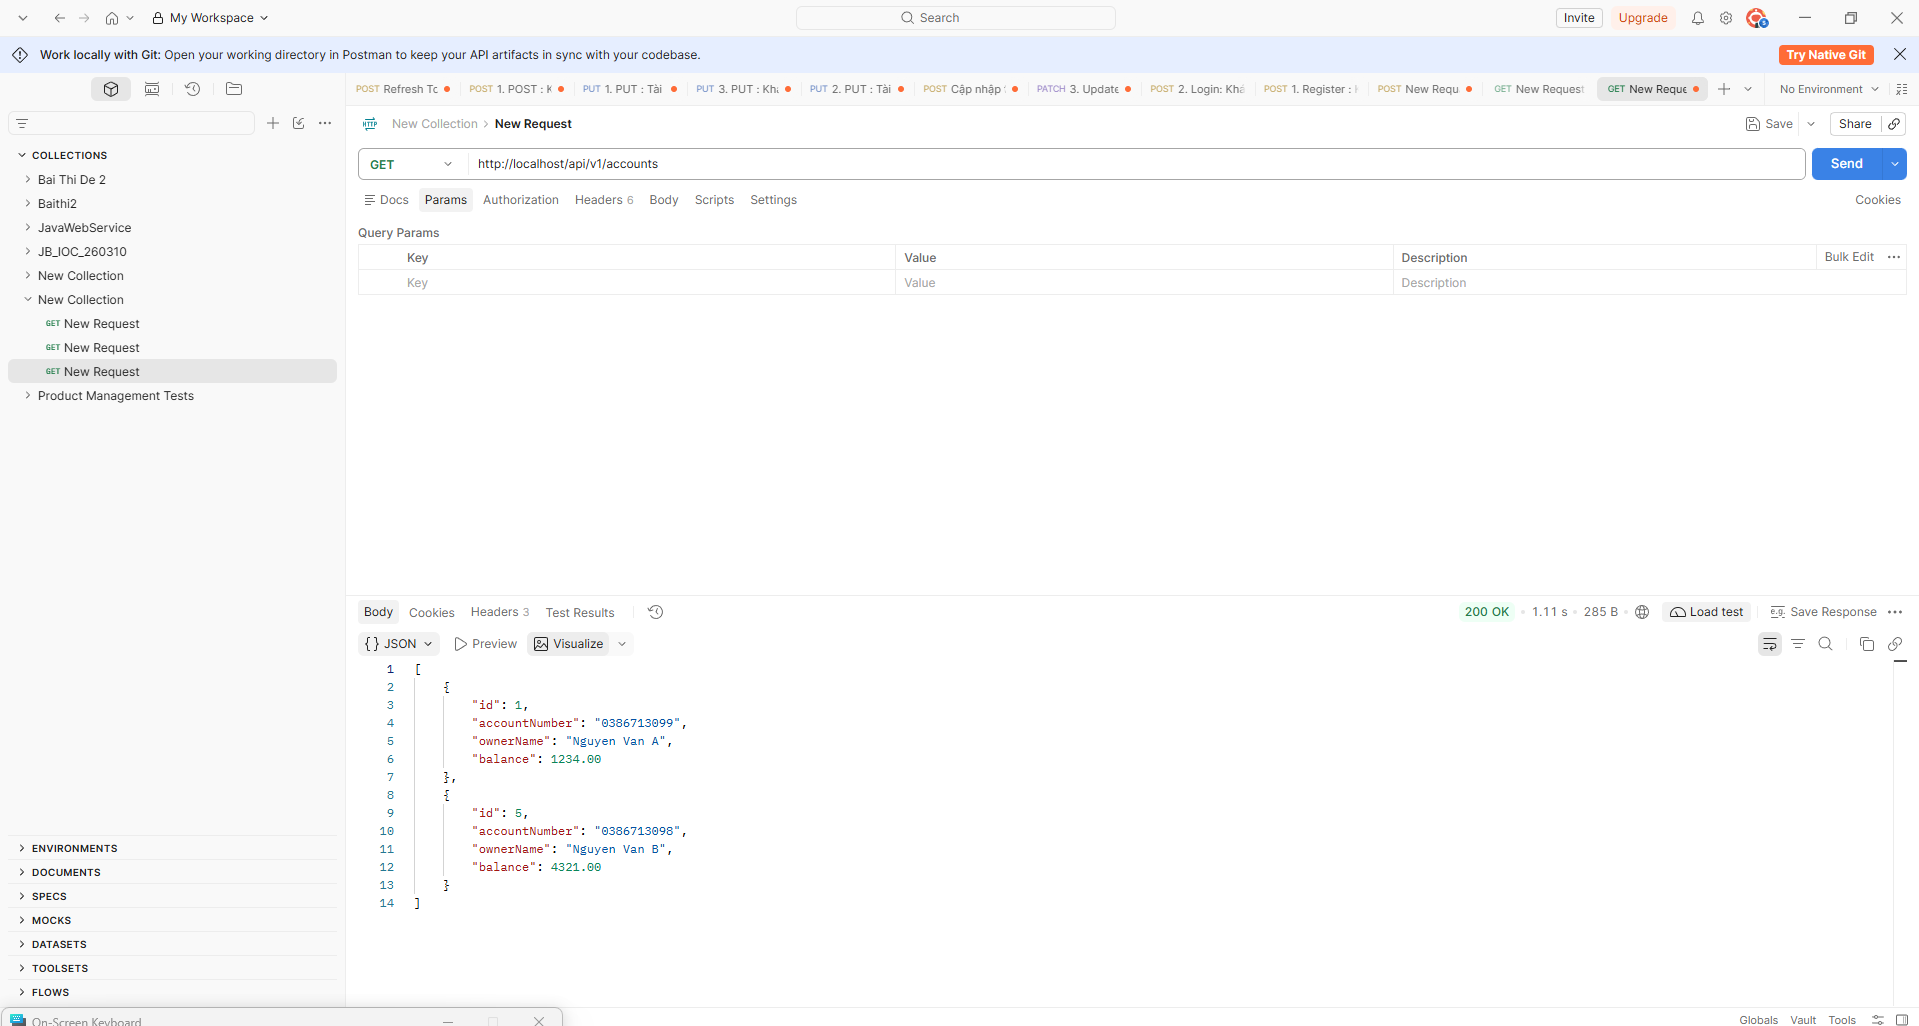 My Workspace
Search
Invite
Upgrade
Work locally with Git: Open your working directory in Postman to keep your API artifacts in sync with your codebase.
Try Native Git
POST Refresh Tc
POST 1. POST : K
PUT 1. PUT : Tài
PUT 3. PUT : Khá
PUT 2. PUT : Tài
POST Cập nhập
PATCH 3. Update
POST 2. Login: Khá
POST 1. Register :
POST New Requ
GET New Request
GET New Reque
No Environment
New Collection > New Request
Save
Share
COLLECTIONS
Bai Thi De 2
Baithi2
JavaWebService
JB_IOC_260310
New Collection
New Collection
GET New Request
GET New Request
GET New Request
Product Management Tests
ENVIRONMENTS
DOCUMENTS
SPECS
MOCKS
DATASETS
TOOLSETS
FLOWS
On-Screen Keyboard
HTTP
GET
http://localhost/api/v1/accounts
Send
Docs
Params
Authorization
Headers 6
Body
Scripts
Settings
Cookies
Query Params
Key
Value
Description
Bulk Edit
Key
Value
Description
Body
Cookies
Headers 3
Test Results
200 OK
1.11 s
285 B
Load test
e.g. Save Response
{} JSON
Preview
Visualize
1 [
2 {
3 "id": 1,
4 "accountNumber": "0386713099",
5 "ownerName": "Nguyen Van A",
6 "balance": 1234.00
7 },
8 {
9 "id": 5,
10 "accountNumber": "0386713098",
11 "ownerName": "Nguyen Van B",
12 "balance": 4321.00
13 }
14 ]
Globals
Vault
Tools